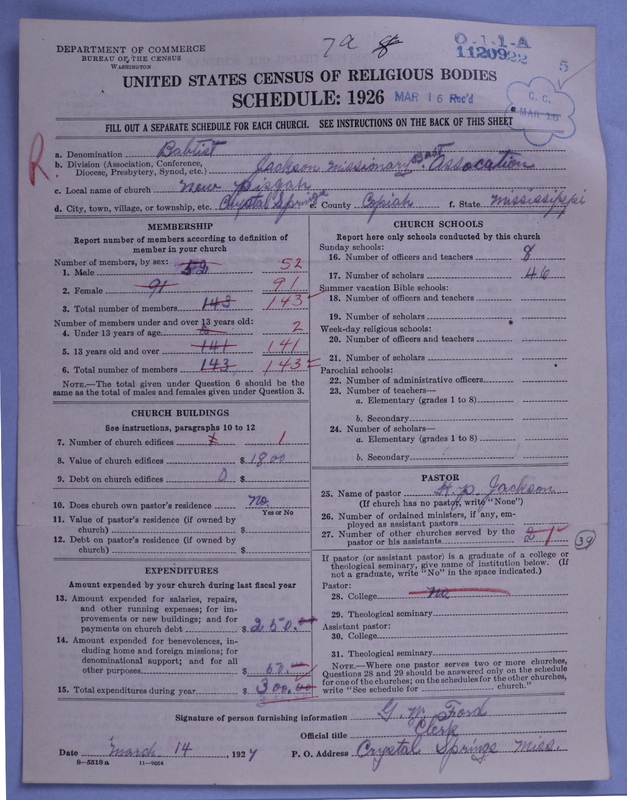 7a
O-1-1-A
1120922
5
DEPARTMENT OF COMMERCE
BUREAU OF THE CENSUS
WASHINGTON
UNITED STATES CENSUS OF RELIGIOUS BODIES
SCHEDULE: 1926 MAR 16 Rec'd
C. C.
MAR 16
FILL OUT A SEPARATE SCHEDULE FOR EACH CHURCH. SEE INSTRUCTIONS ON THE BACK OF THIS SHEET
R.
a. Denomination Babtist
b. Division (Association, Conference, Diocese, Presbytery, Synod, etc.) Jackson Missionary Bapt. Assocation
c. Local name of church New Pisgah
d. City, town, village, or township, etc. Crystal Springs e. County Copiah f. State Mississippi
MEMBERSHIP
Report number of members according to definition of
member in your church
Number of members, by sex:
1. Male 52 52
2. Female 91 91
3. Total number of members 143 143
Number of members under and over 13 years old:
4. Under 13 years of age 2
5. 13 years old and over 141 141
6. Total number of members 143 143
NOTE.—The total given under Question 6 should be the
same as the total of males and females given under Question 3.
CHURCH BUILDINGS
See instructions, paragraphs 10 to 12
7. Number of church edifices 1 1
8. Value of church edifices $ 1800
9. Debt on church edifices 0 $
10. Does church own pastor's residence No
Yes or No
11. Value of pastor's residence (if owned by
church) $
12. Debt on pastor's residence (if owned by
church) $
EXPENDITURES
Amount expended by your church during last fiscal year
13. Amount expended for salaries, repairs,
and other running expenses; for im-
provements or new buildings; and for
payments on church debt $ 250.00
14. Amount expended for benevolences, in-
cluding home and foreign missions; for
denominational support; and for all
other purposes $
15. Total expenditures during year $ 300.00
CHURCH SCHOOLS
Report here only schools conducted by this church
Sunday schools:
16. Number of officers and teachers 8
17. Number of scholars 46
Summer vacation Bible schools:
18. Number of officers and teachers
19. Number of scholars
Week-day religious schools:
20. Number of officers and teachers
21. Number of scholars
Parochial schools:
22. Number of administrative officers
23. Number of teachers—
a. Elementary (grades 1 to 8)
b. Secondary
24. Number of scholars—
a. Elementary (grades 1 to 8)
b. Secondary
PASTOR
25. Name of pastor H. P. Jackson
(If church has no pastor, write "None")
26. Number of ordained ministers, if any, em-
ployed as assistant pastors
27. Number of other churches served by the
pastor or his assistants 2 39
If pastor (or assistant pastor) is a graduate of a college or
theological seminary, give name of institution below. (If
not a graduate, write "No" in the space indicated.)
Pastor:
28. College no
29. Theological seminary
Assistant pastor:
30. College
31. Theological seminary
NOTE.—Where one pastor serves two or more churches,
Questions 28 and 29 should be answered only on the schedule
for one of the churches; on the schedules for the other churches,
write "See schedule for church."
Signature of person furnishing information G. W. Ford
Official title Clerk
Date March 14, 1927 P. O. Address Crystal Springs Miss.
8—5518a 11—9054